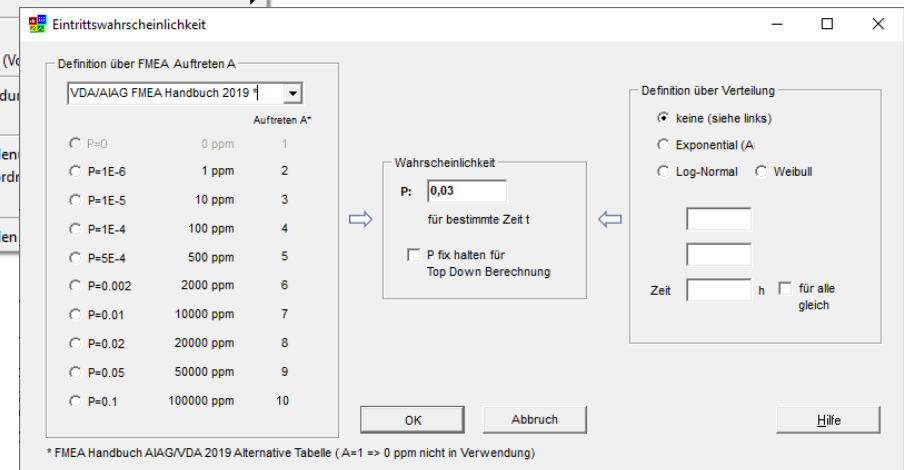 Eintrittswahrscheinlichkeit
Definition über FMEA Auftreten A
VDA/AIAG FMEA Handbuch 2019 *
Auftreten A*
P=0 0 ppm 1
P=1E-6 1 ppm 2
P=1E-5 10 ppm 3
P=1E-4 100 ppm 4
P=5E-4 500 ppm 5
P=0.002 2000 ppm 6
P=0.01 10000 ppm 7
P=0.02 20000 ppm 8
P=0.05 50000 ppm 9
P=0.1 100000 ppm 10
Wahrscheinlichkeit
P: 0,03
für bestimmte Zeit t
P fix halten für
Top Down Berechnung
Definition über Verteilung
keine (siehe links)
Exponential (A
Log-Normal Weibull
Zeit h für alle
gleich
OK Abbruch Hilfe
* FMEA Handbuch AIAG/VDA 2019 Alternative Tabelle ( A=1 => 0 ppm nicht in Verwendung)